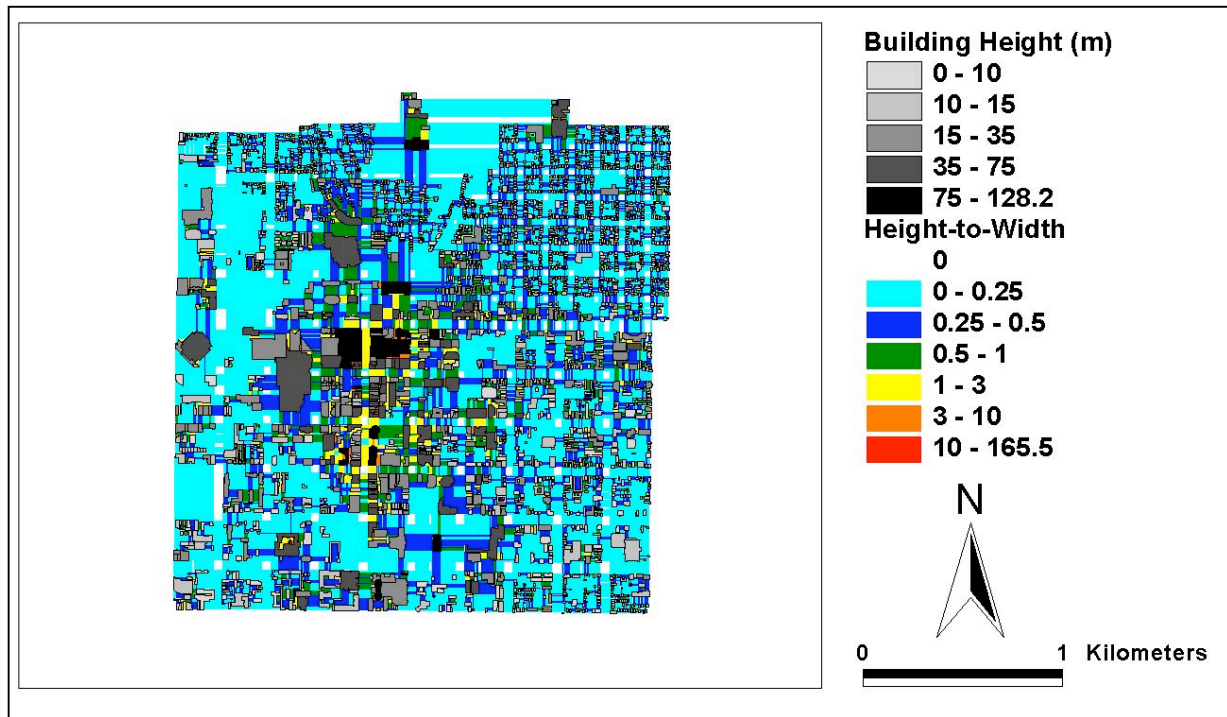 Building Height (m)
0 - 10
10 - 15
15 - 35
35 - 75
75 - 128.2
Height-to-Width
0
0 - 0.25
0.25 - 0.5
0.5 - 1
1 - 3
3 - 10
10 - 165.5
N
0 1 Kilometers